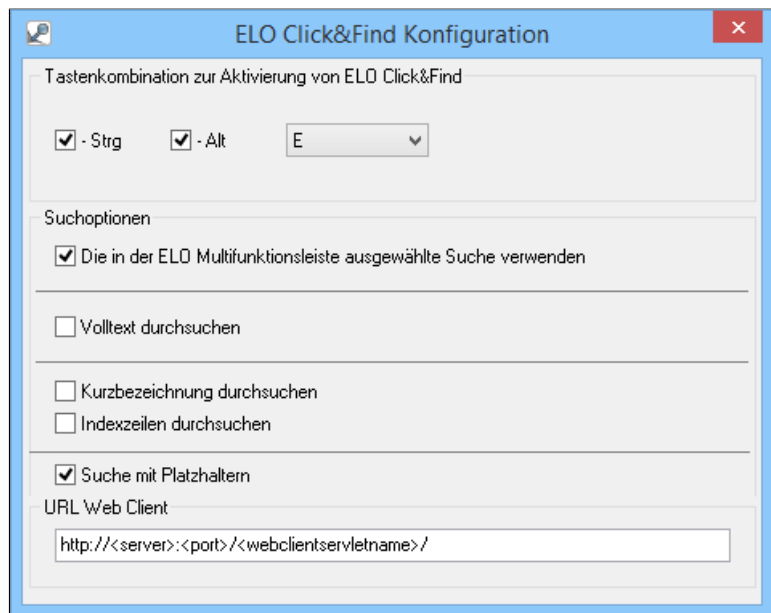 ELO Click&Find Konfiguration
Tastenkombination zur Aktivierung von ELO Click&Find
- Strg - Alt E
Suchoptionen
Die in der ELO Multifunktionsleiste ausgewählte Suche verwenden
Volltext durchsuchen
Kurzbezeichnung durchsuchen
Indexzeilen durchsuchen
Suche mit Platzhaltern
URL Web Client
http://<server>:<port>/<webclientservletname>/